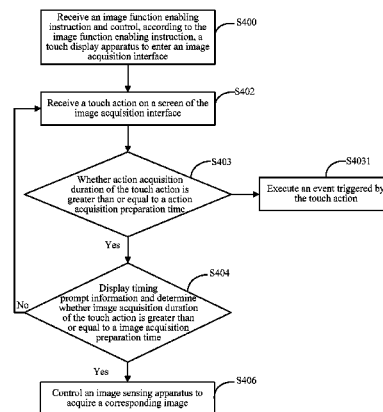 S400
Receive an image function enabling
instruction and control, according to the
image function enabling instruction, a
touch display apparatus to enter an image
acquisition interface
S402
Receive a touch action on a screen of the
image acquisition interface
S403
Whether action acquisition
duration of the touch action is
greater than or equal to a action
acquisition preparation time
S4031
Execute an event triggered by
the touch action
Yes
S404
Display timing
prompt information and determine
whether image acquisition duration
of the touch action is greater than
or equal to a image acquisition
preparation time
No
Yes
S406
Control an image sensing apparatus to
acquire a corresponding image